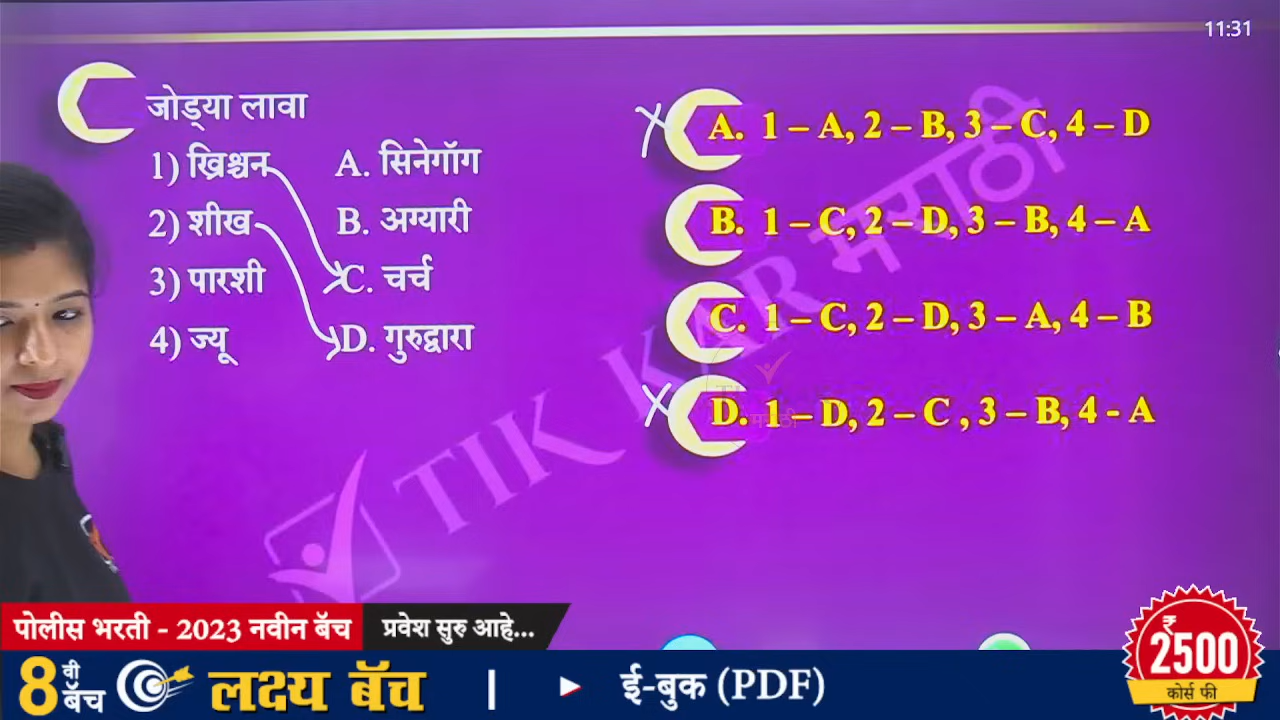 11:31
जोड्या लावा
1) ख्रिश्चन A. सिनेगॉग
2) शीख B. अग्यारी
3) पारशी C. चर्च
4) ज्यू D. गुरुद्वारा
A. 1 – A, 2 – B, 3 – C, 4 – D
B. 1 – C, 2 – D, 3 – B, 4 – A
C. 1 – C, 2 – D, 3 – A, 4 – B
D. 1 – D, 2 – C , 3 – B, 4 - A
TIK KAR मराठी
पोलीस भरती - 2023 नवीन बॅच प्रवेश सुरु आहे...
8 वी बॅच लक्ष्य बॅच | ई-बुक (PDF)
₹
2500
कोर्स फी